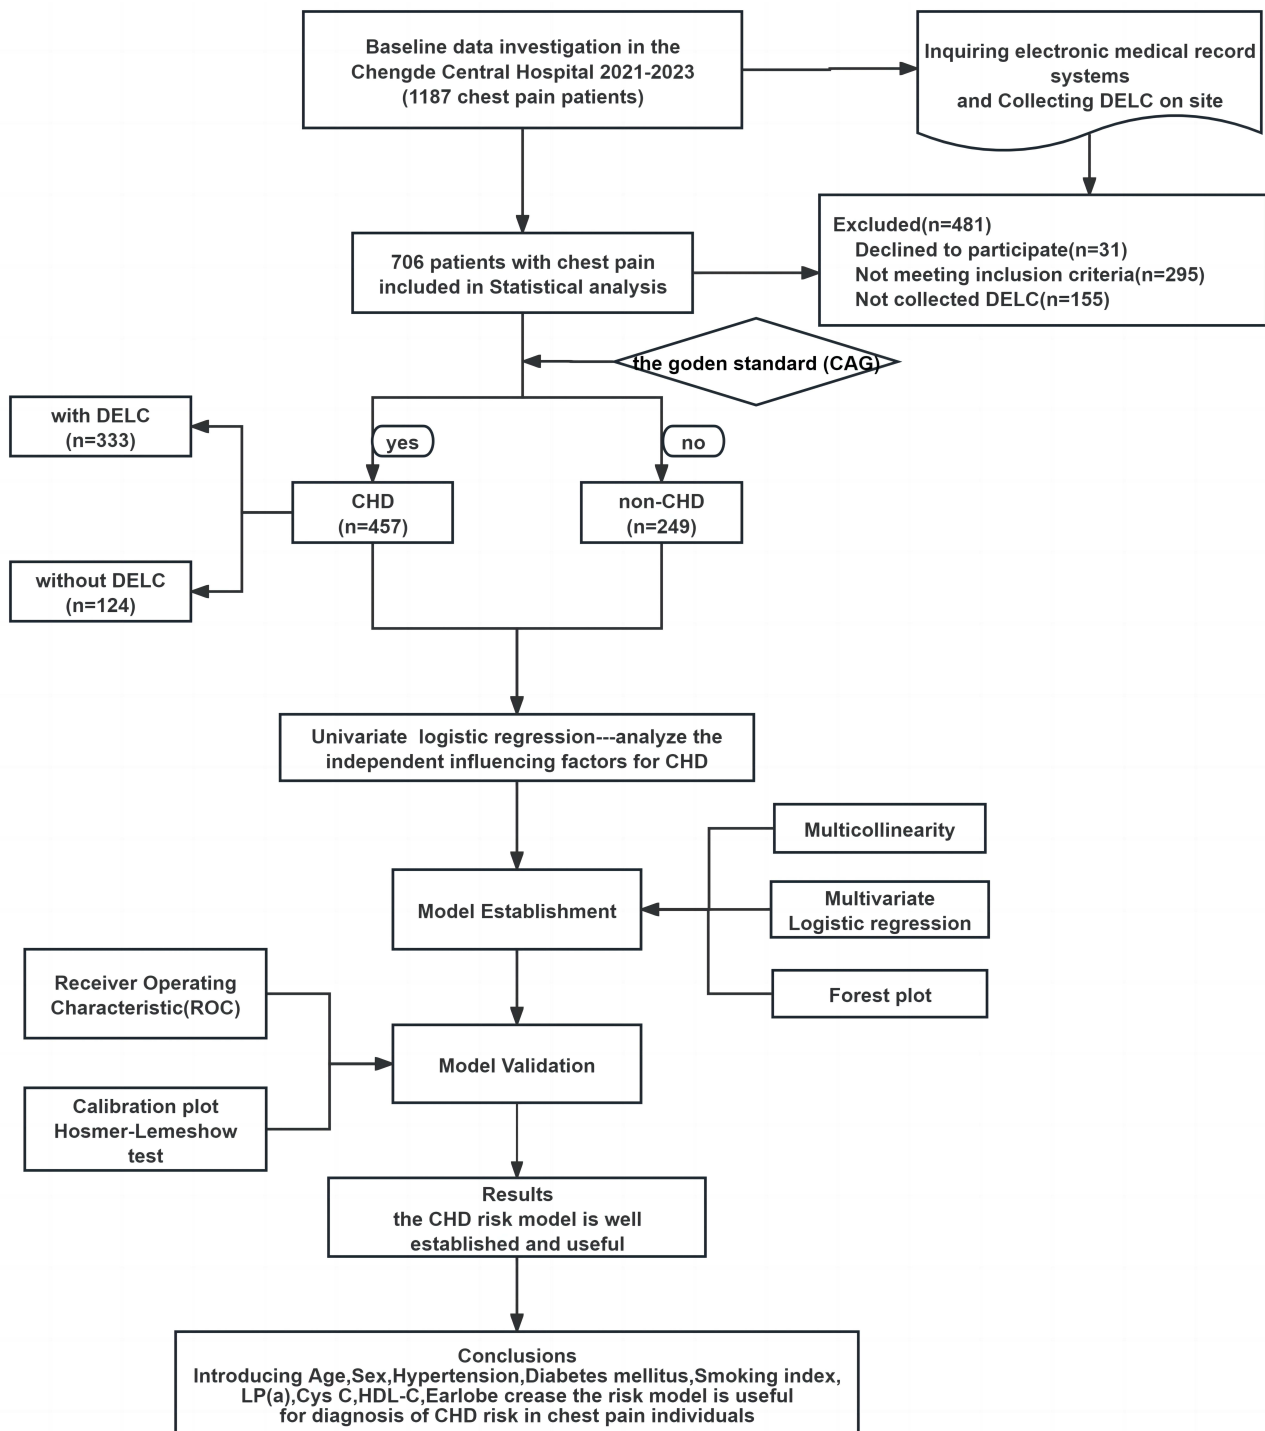 Baseline data investigation in the
Chengde Central Hospital 2021-2023
(1187 chest pain patients)
Inquiring electronic medical record
systems
and Collecting DELC on site
Excluded(n=481)
Declined to participate(n=31)
Not meeting inclusion criteria(n=295)
Not collected DELC(n=155)
706 patients with chest pain
included in Statistical analysis
the goden standard (CAG)
with DELC
(n=333)
yes
no
CHD
(n=457)
non-CHD
(n=249)
without DELC
(n=124)
Univariate  logistic regression---analyze the
independent influencing factors for CHD
Multicollinearity
Model Establishment
Multivariate
Logistic regression
Forest plot
Receiver Operating
Characteristic(ROC)
Model Validation
Calibration plot
Hosmer-Lemeshow
test
Results
the CHD risk model is well
established and useful
Conclusions
Introducing Age,Sex,Hypertension,Diabetes mellitus,Smoking index,
LP(a),Cys C,HDL-C,Earlobe crease the risk model is useful
for diagnosis of CHD risk in chest pain individuals